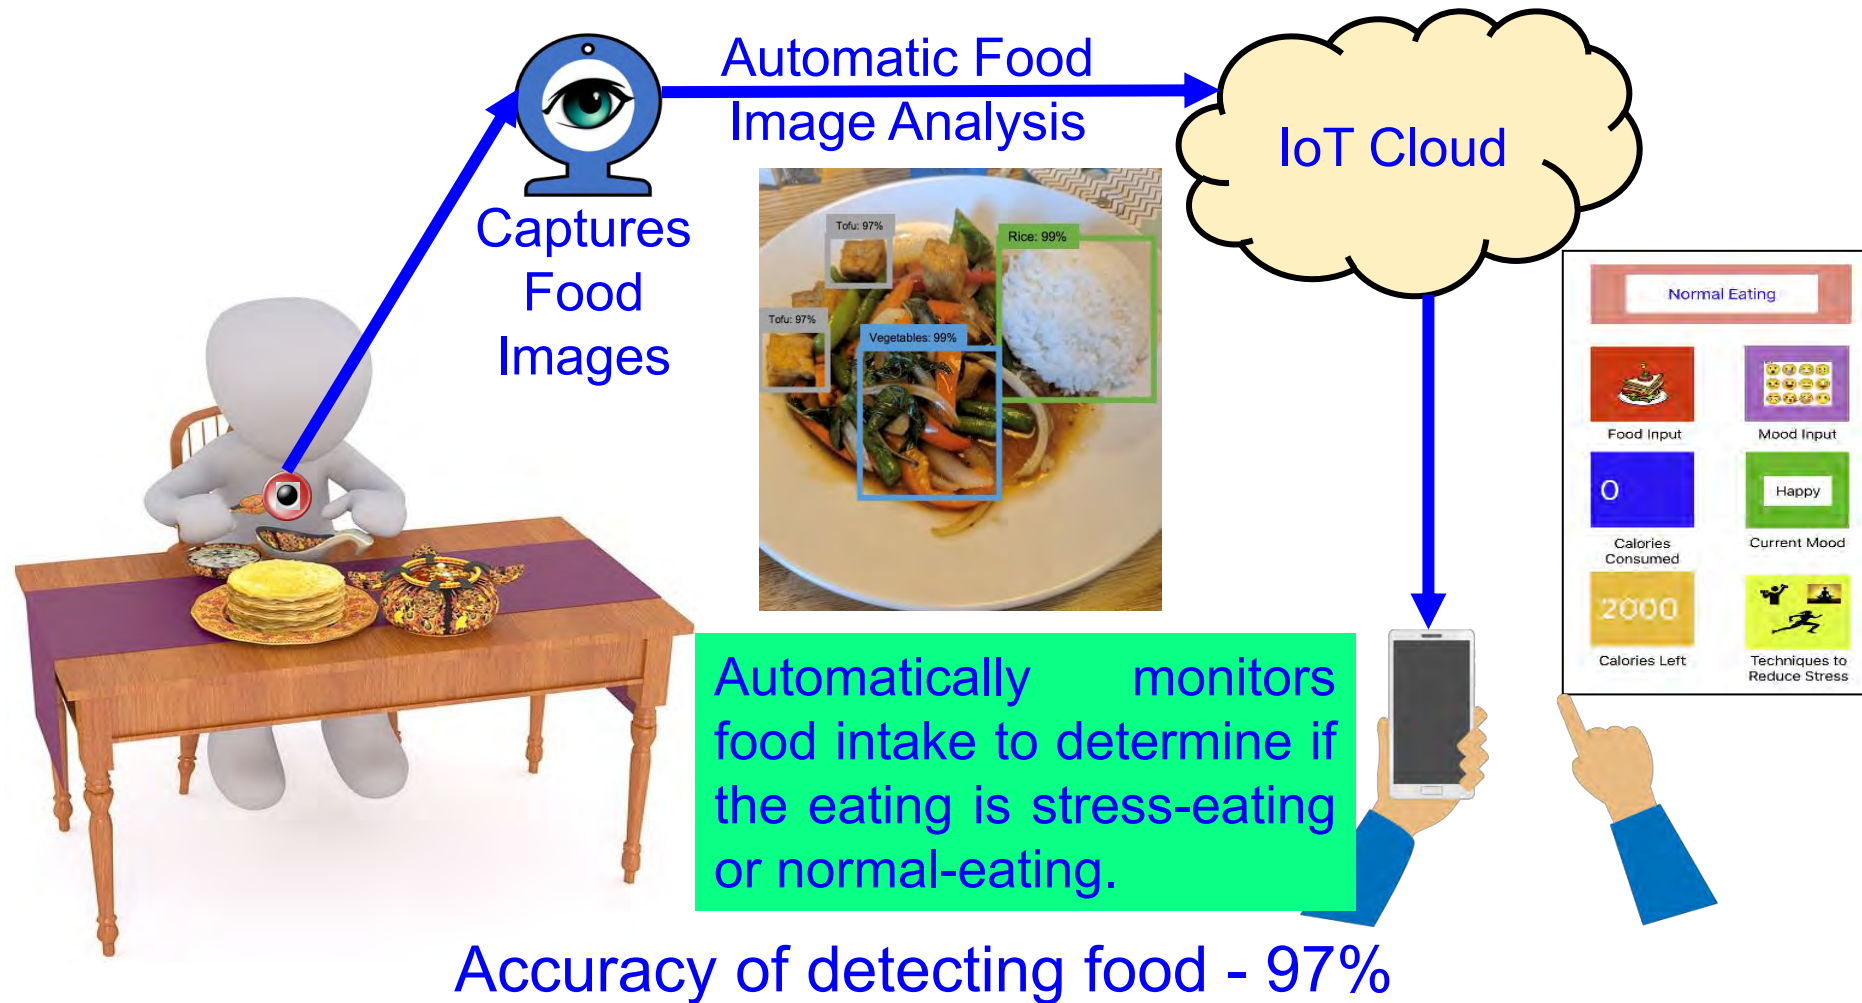 Automatic Food
Image Analysis
IoT Cloud
Captures
Food
Images
Tofu: 97%
Rice: 99%
Tofu: 97%
Vegetables: 99%
Normal Eating
Food Input
Mood Input
0
Happy
Calories
Consumed
Current Mood
2000
Calories Left
Techniques to
Reduce Stress
Automatically monitors
food intake to determine if
the eating is stress-eating
or normal-eating.
Accuracy of detecting food - 97%